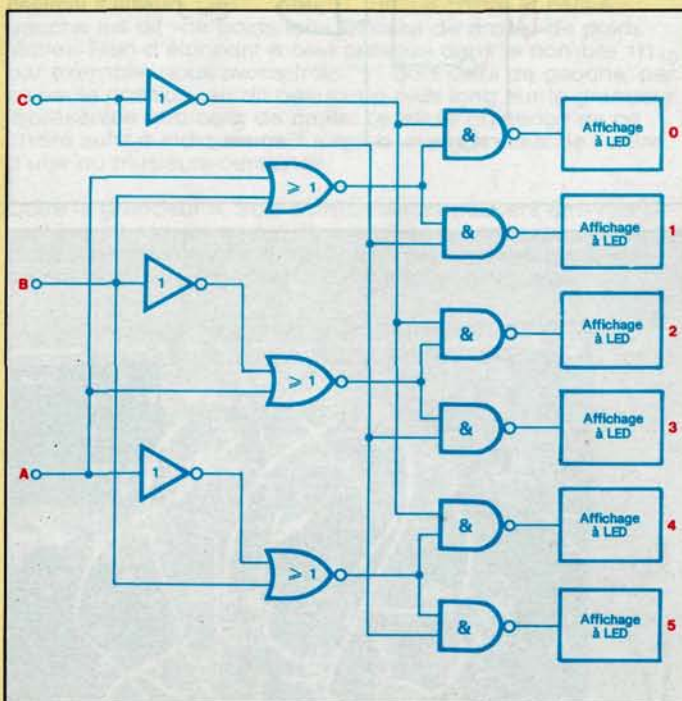 C
1
&
Affichage
à LED
0
≥ 1
&
Affichage
à LED
1
B
1
&
Affichage
à LED
2
≥ 1
&
Affichage
à LED
3
A
1
&
Affichage
à LED
4
≥ 1
&
Affichage
à LED
5